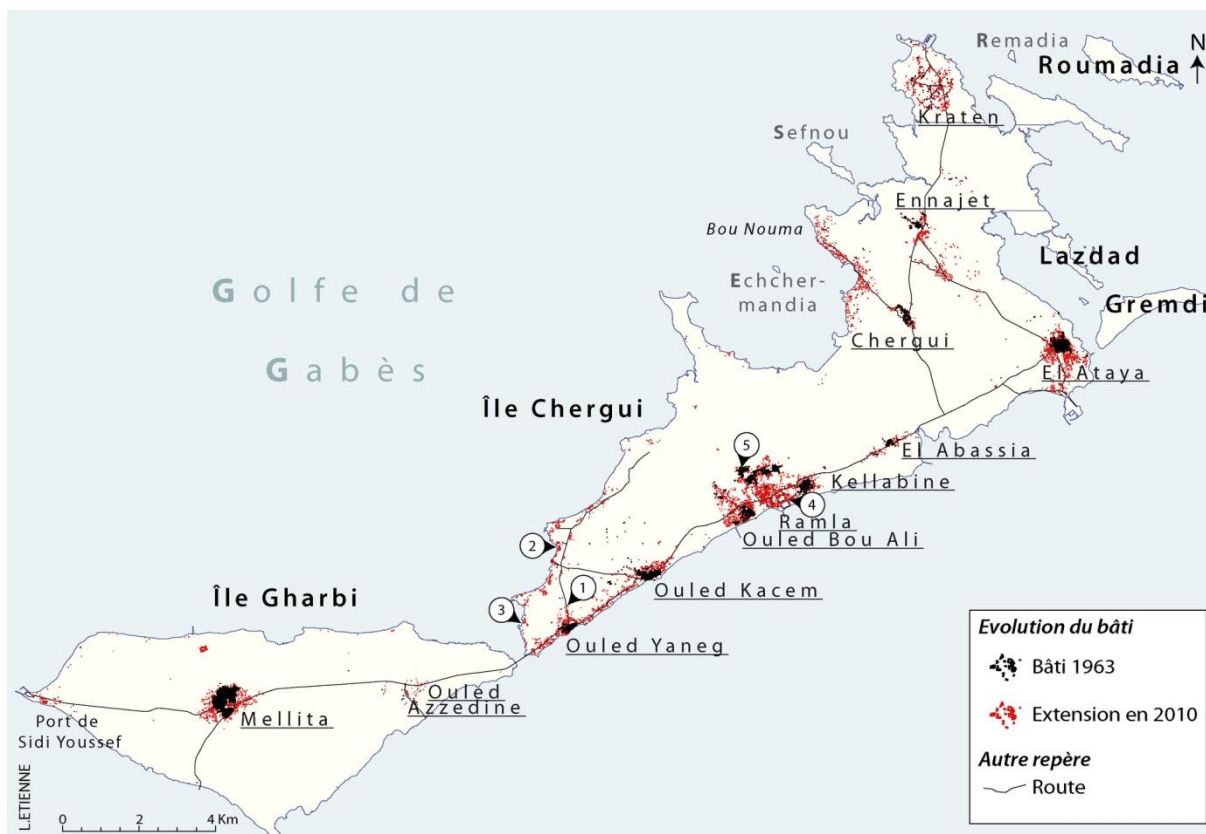 Remadia
N
Roumadia
Kraten
Sefnou
Ennajet
Bou Nouma
Lazdad
Echcher-
mandia
Gremdi
Golfe de
Gabès
Chergui
El Ataya
Île Chergui
5
El Abassia
Kellabine
4
Ramla
Ouled Bou Ali
2
1
Ouled Kacem
Île Gharbi
3
Ouled Yaneg
Ouled
Azzedine
Mellita
Port de
Sidi Youssef
Evolution du bâti
Bâti 1963
Extension en 2010
Autre repère
Route
L.ETIENNE
0 2 4 Km